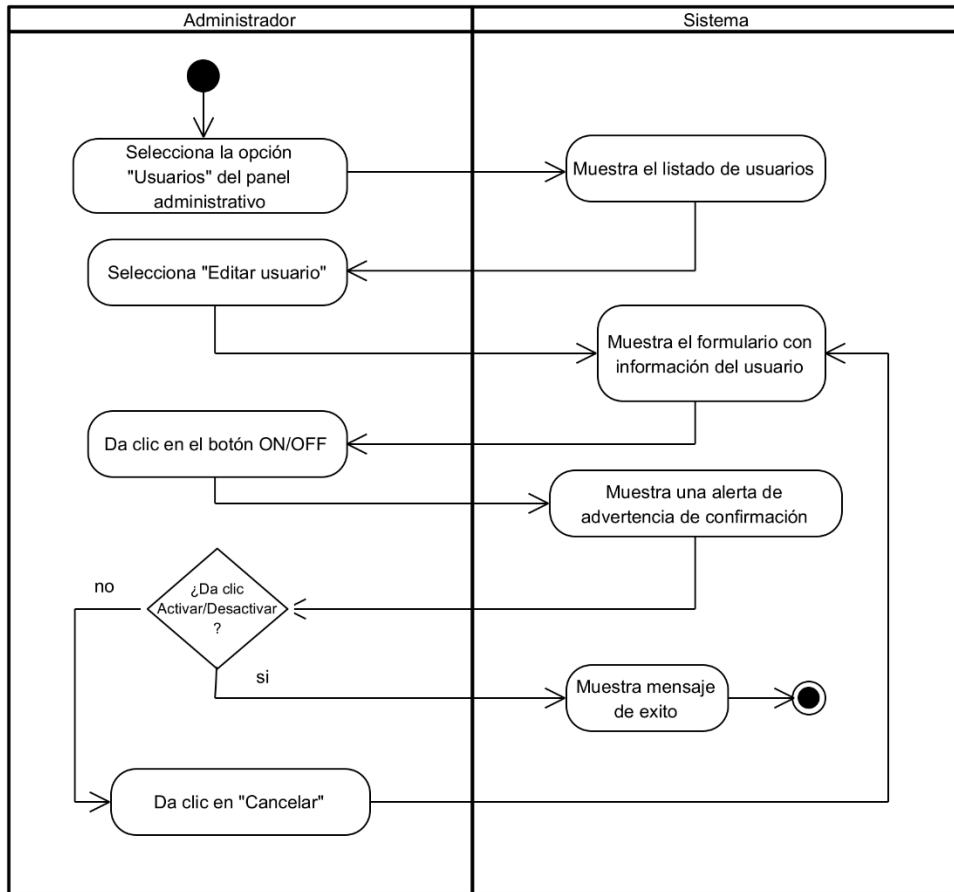 Administrador
Sistema
Selecciona la opción
"Usuarios" del panel
administrativo
Muestra el listado de usuarios
Selecciona "Editar usuario"
Muestra el formulario con
información del usuario
Da clic en el botón ON/OFF
Muestra una alerta de
advertencia de confirmación
no
¿Da clic
Activar/Desactivar
?
si
Muestra mensaje
de exito
Da clic en "Cancelar"